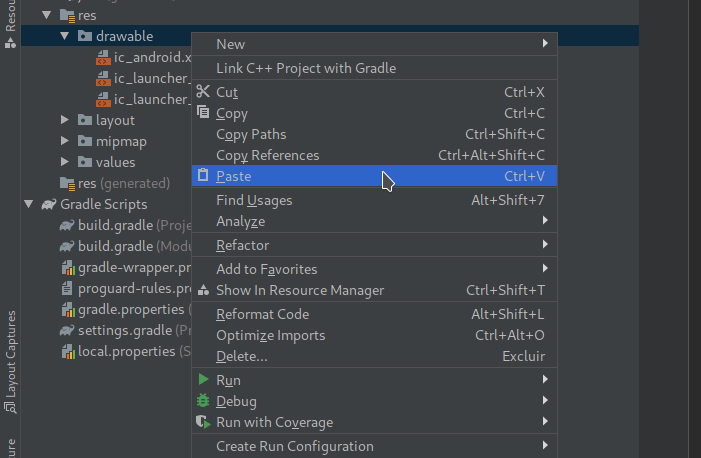 res
drawable
ic_android.x
ic_launcher_
ic_launcher_
layout
mipmap
values
res (generated)
Gradle Scripts
build.gradle (Proje
build.gradle (Modu
gradle-wrapper.pr
proguard-rules.pro
gradle.properties (
settings.gradle (Pr
local.properties (S
New
Link C++ Project with Gradle
Cut Ctrl+X
Copy Ctrl+C
Copy Paths Ctrl+Shift+C
Copy References Ctrl+Alt+Shift+C
Paste Ctrl+V
Find Usages Alt+Shift+7
Analyze
Refactor
Add to Favorites
Show In Resource Manager Ctrl+Shift+T
Reformat Code Alt+Shift+L
Optimize Imports Ctrl+Alt+O
Delete... Excluir
Run
Debug
Run with Coverage
Create Run Configuration
Layout Captures